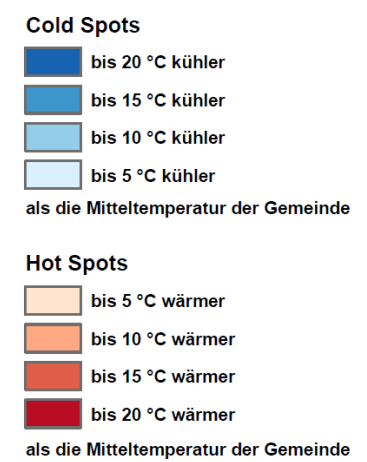 Cold Spots
bis 20 °C kühler
bis 15 °C kühler
bis 10 °C kühler
bis 5 °C kühler
als die Mitteltemperatur der Gemeinde
Hot Spots
bis 5 °C wärmer
bis 10 °C wärmer
bis 15 °C wärmer
bis 20 °C wärmer
als die Mitteltemperatur der Gemeinde